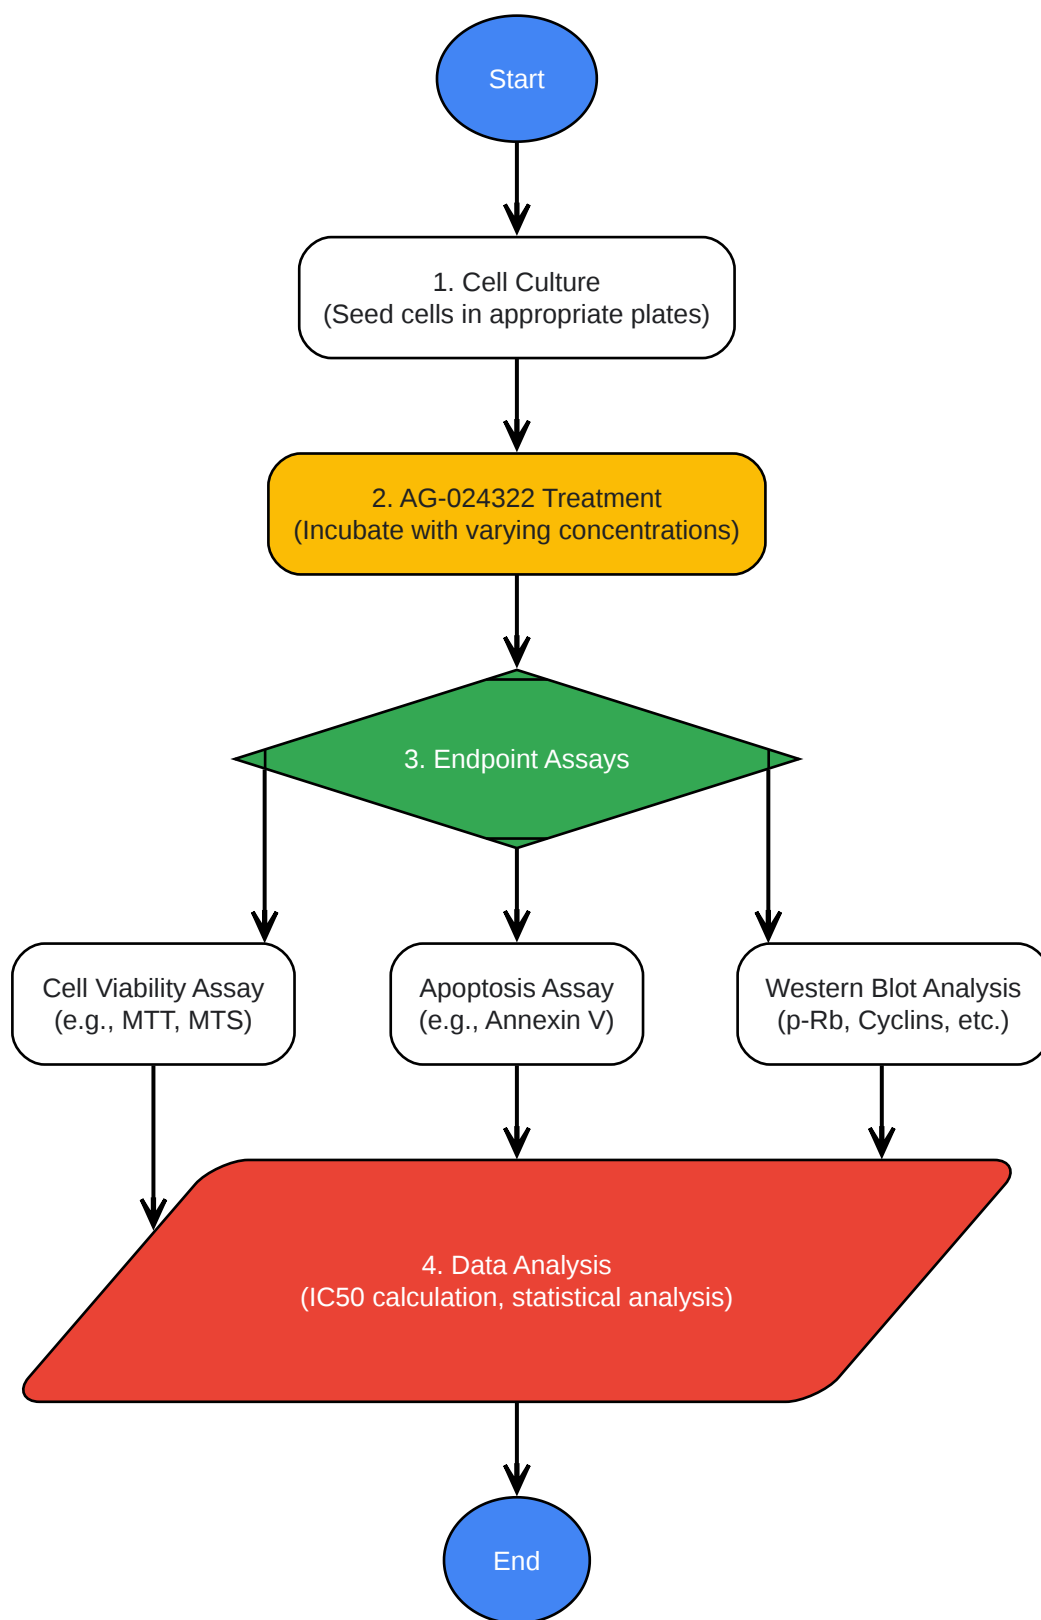 Start
1. Cell Culture
(Seed cells in appropriate plates)
2. AG-024322 Treatment
(Incubate with varying concentrations)
3. Endpoint Assays
Cell Viability Assay
(e.g., MTT, MTS)
Apoptosis Assay
(e.g., Annexin V)
Western Blot Analysis
(p-Rb, Cyclins, etc.)
4. Data Analysis
(IC50 calculation, statistical analysis)
End